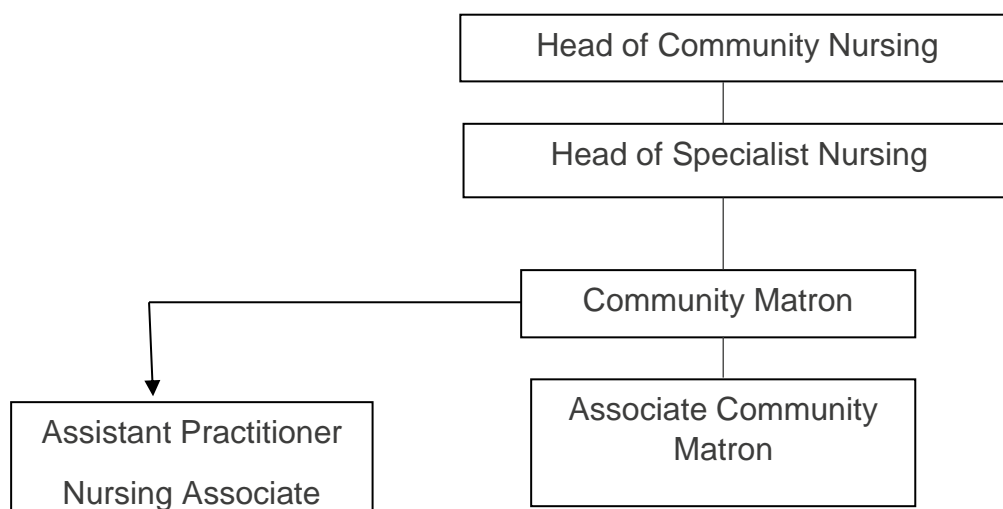 Head of Community Nursing
Head of Specialist Nursing
Community Matron
Associate Community
Matron
Assistant Practitioner
Nursing Associate